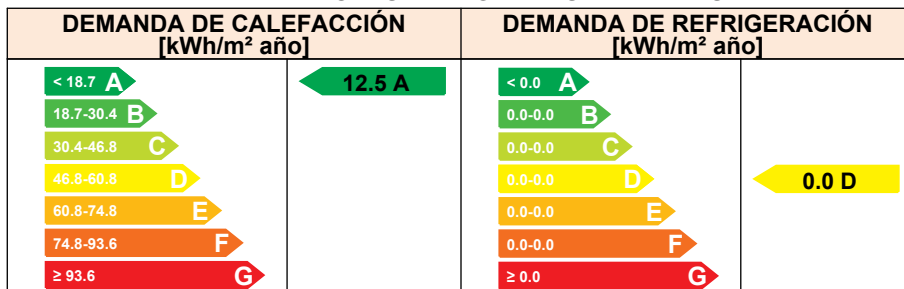 DEMANDA DE CALEFACCIÓN
[kWh/m² año]
DEMANDA DE REFRIGERACIÓN
[kWh/m² año]
< 18.7 A
18.7-30.4 B
30.4-46.8 C
46.8-60.8 D
60.8-74.8 E
74.8-93.6 F
≥ 93.6 G
12.5 A
< 0.0 A
0.0-0.0 B
0.0-0.0 C
0.0-0.0 D
0.0-0.0 E
0.0-0.0 F
≥ 0.0 G
0.0 D